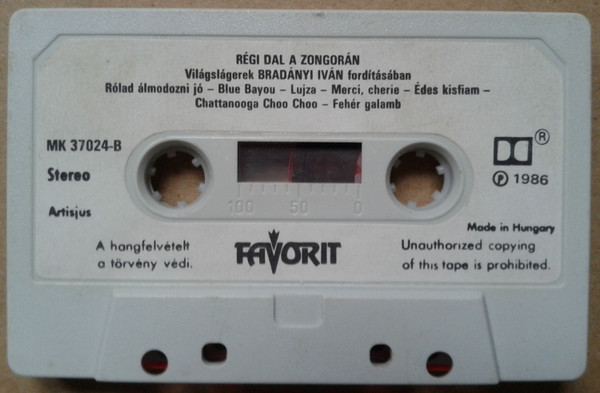 RÉGI DAL A ZONGORÁN
Világslágerek BRADÁNYI IVÁN fordításában
Rólad álmodozni jó – Blue Bayou – Lujza – Merci, cherie – Édes kisfiam –
Chattanooga Choo Choo – Fehér galamb
MK 37024-B
Stereo
Artisjus
®
℗ 1986
100 50 0
Made in Hungary
A hangfelvételt
a törvény védi.
FAVORIT
Unauthorized copying
of this tape is prohibited.